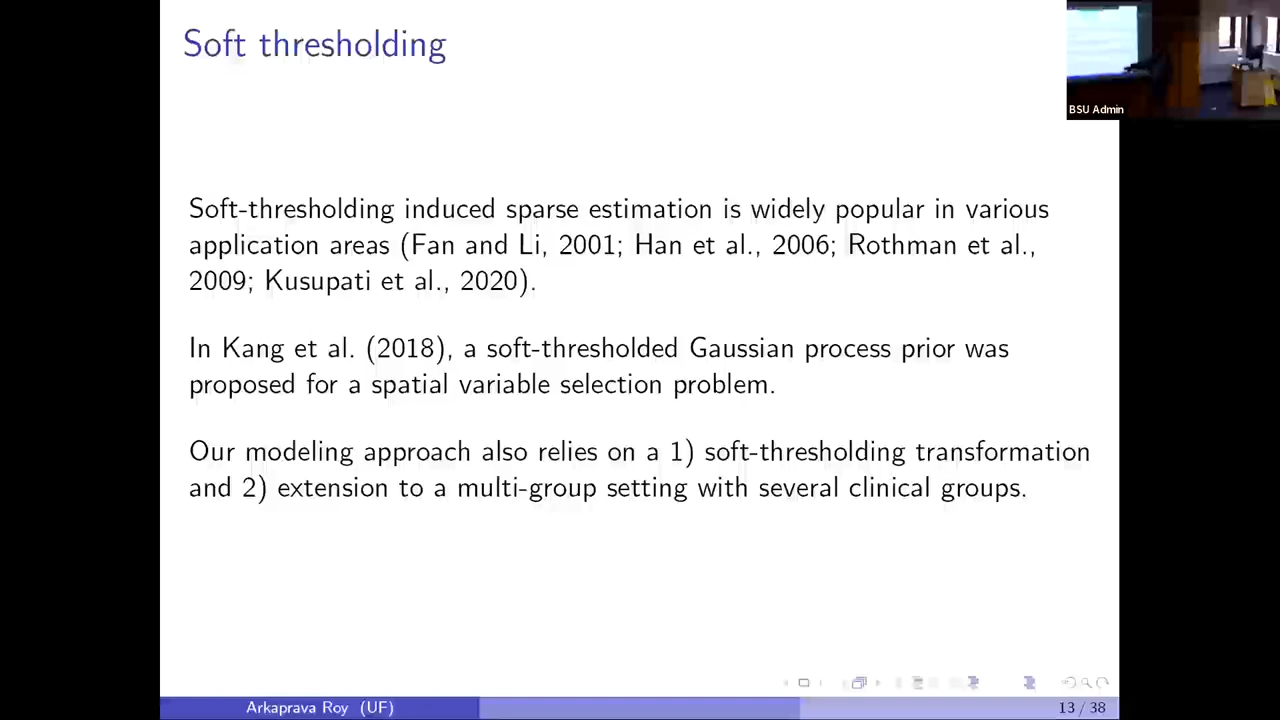 Soft thresholding
BSU Admin
Soft-thresholding induced sparse estimation is widely popular in various
application areas (Fan and Li, 2001; Han et al., 2006; Rothman et al.,
2009; Kusupati et al., 2020).
In Kang et al. (2018), a soft-thresholded Gaussian process prior was
proposed for a spatial variable selection problem.
Our modeling approach also relies on a 1) soft-thresholding transformation
and 2) extension to a multi-group setting with several clinical groups.
Arkaprava Roy (UF)
13 / 38